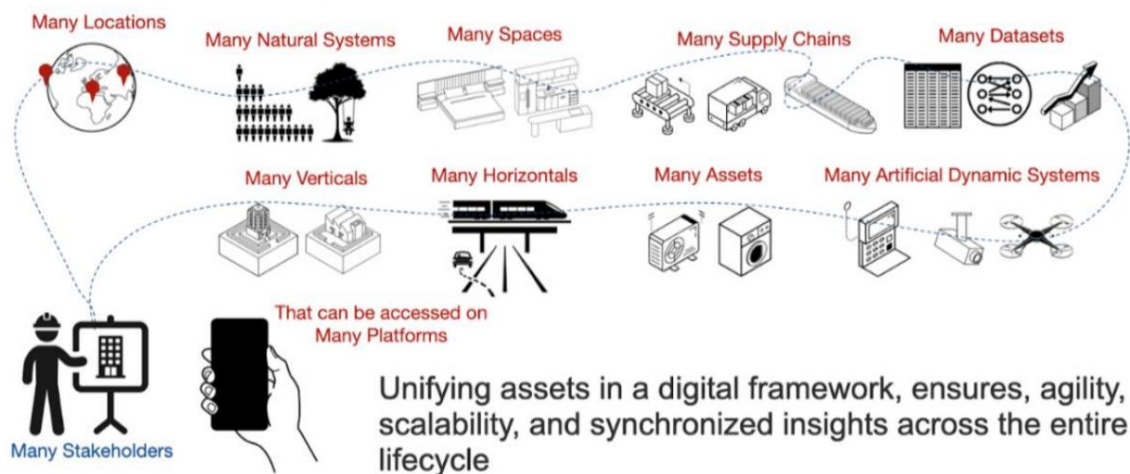 Many Locations
Many Natural Systems
Many Spaces
Many Supply Chains
Many Datasets
Many Verticals
Many Horizontals
Many Assets
Many Artificial Dynamic Systems
That can be accessed on
Many Platforms
Many Stakeholders
Unifying assets in a digital framework, ensures, agility,
scalability, and synchronized insights across the entire
lifecycle